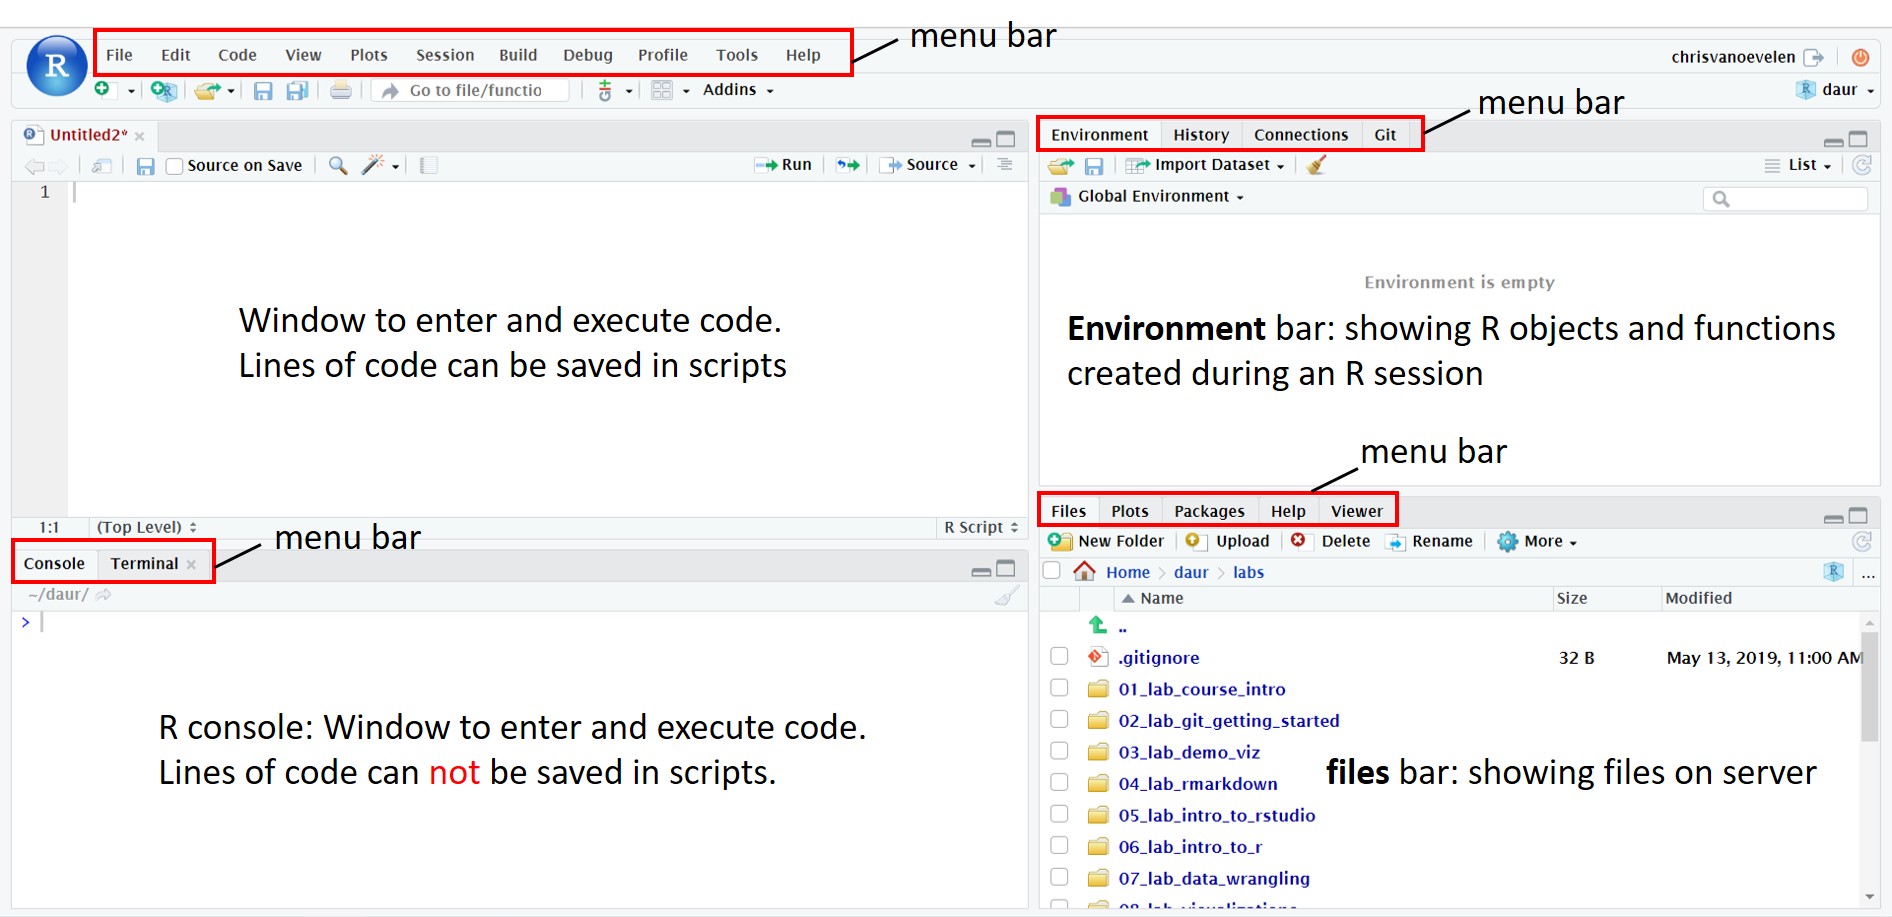 menu bar
R File Edit Code View Plots Session Build Debug Profile Tools Help
chrisvanoevelen
Go to file/functio Addins
daur
menu bar
Untitled2*
Source on Save Run Source
1
Window to enter and execute code.
Lines of code can be saved in scripts
1:1 (Top Level) R Script
Environment History Connections Git
Import Dataset List
Global Environment
Environment is empty
Environment bar: showing R objects and functions
created during an R session
menu bar
menu bar
Console Terminal
~/daur/
>
R console: Window to enter and execute code.
Lines of code can not be saved in scripts.
Files Plots Packages Help Viewer
New Folder Upload Delete Rename More
Home > daur > labs ...
Name Size Modified
..
.gitignore 32 B May 13, 2019, 11:00 AM
01_lab_course_intro
02_lab_git_getting_started
03_lab_demo_viz
04_lab_rmarkdown
05_lab_intro_to_rstudio
06_lab_intro_to_r
07_lab_data_wrangling
08_lab_visualizations
files bar: showing files on server